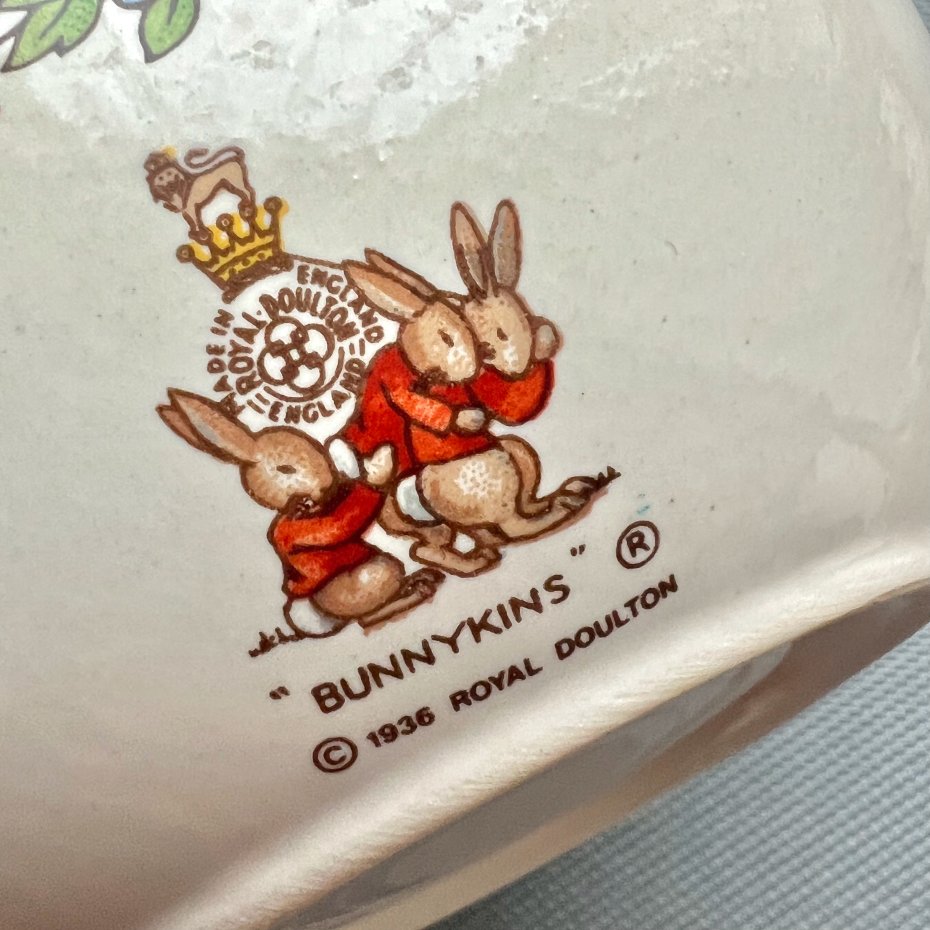 MADE IN ENGLAND
ROYAL·DOULTON
ENGLAND
" BUNNYKINS " ®
© 1936 ROYAL DOULTON